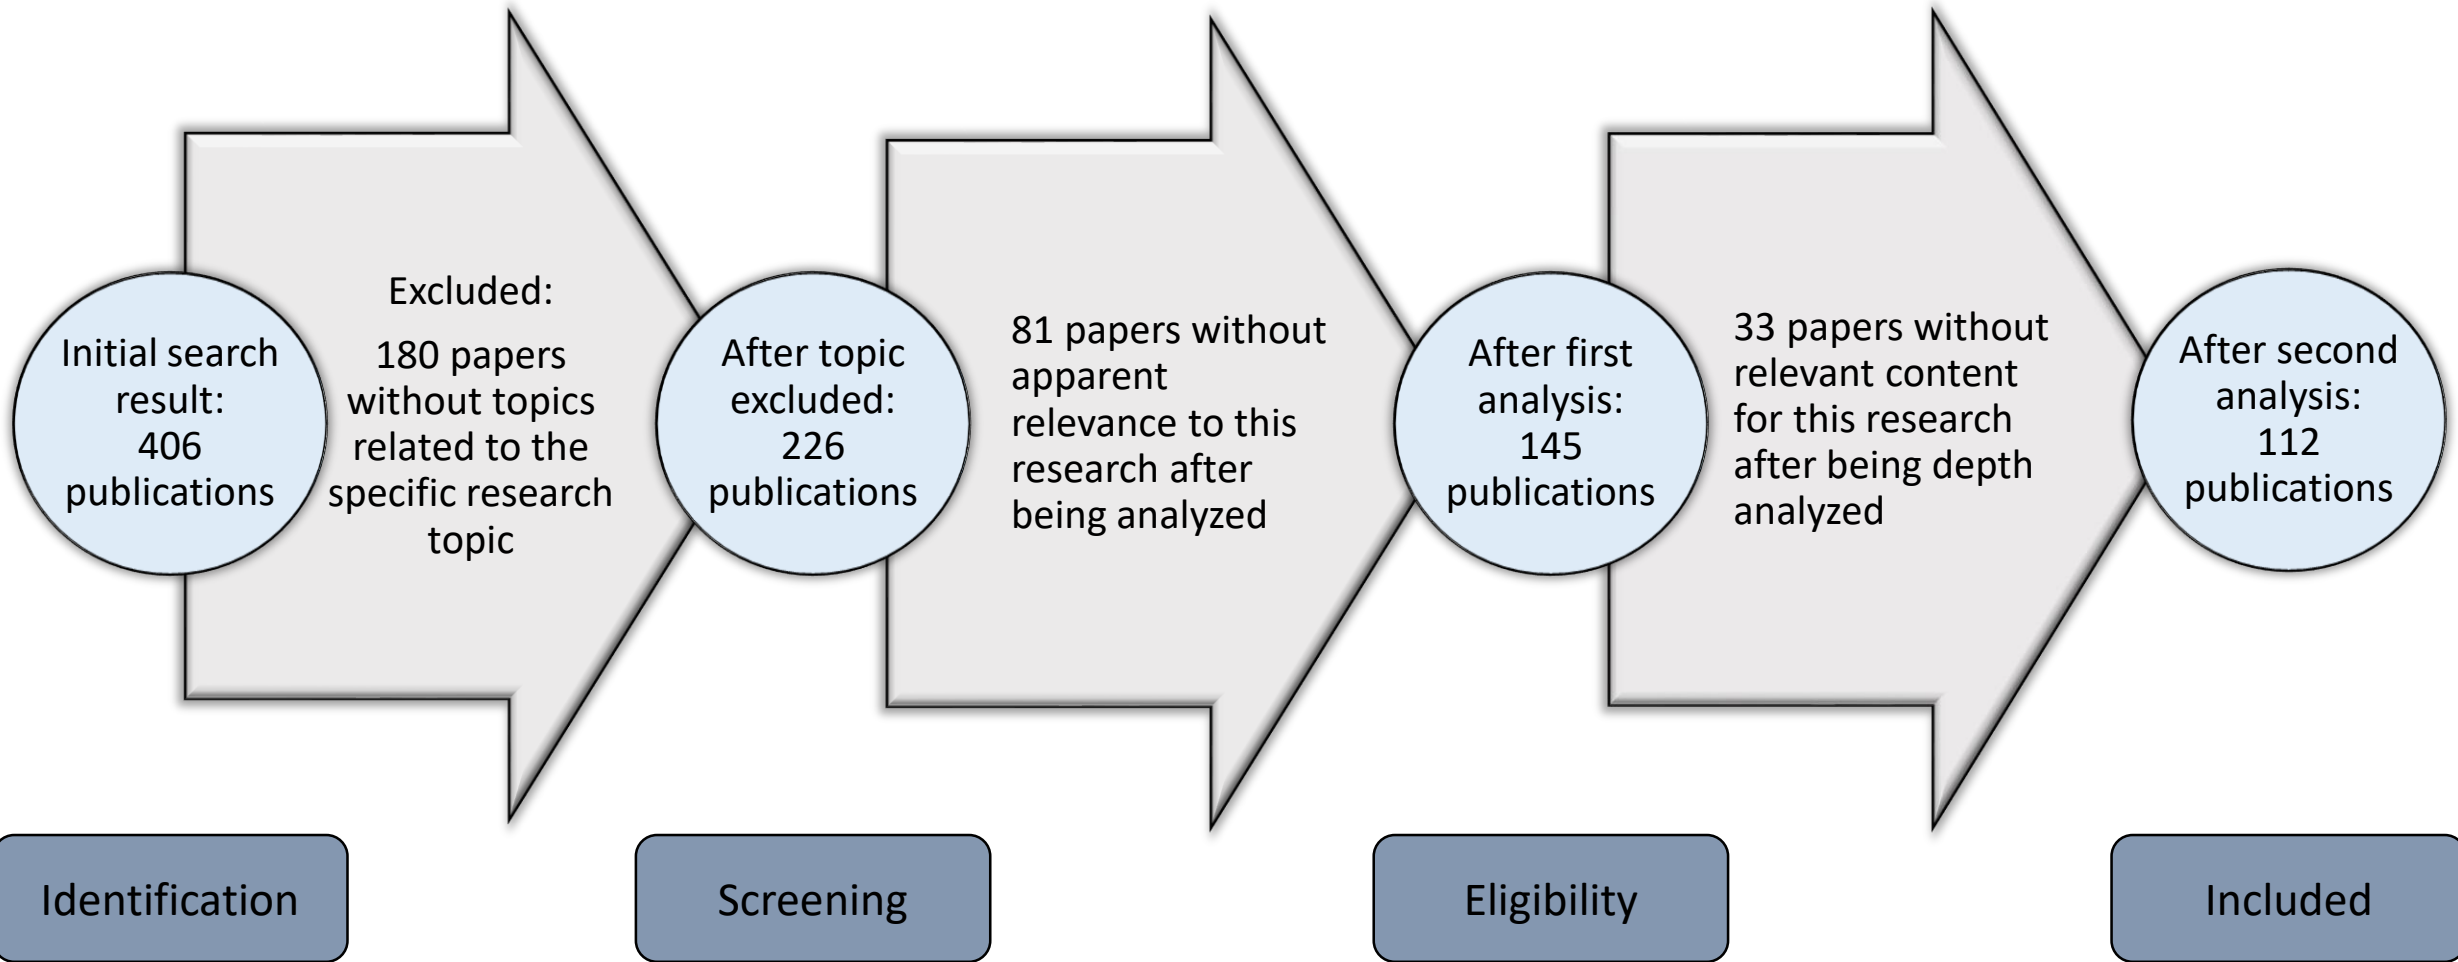 Initial search
result:
406
publications
Excluded:
180 papers
without topics
related to the
specific research
topic
After topic
excluded:
226
publications
81 papers without
apparent
relevance to this
research after
being analyzed
After first
analysis:
145
publications
33 papers without
relevant content
for this research
after being depth
analyzed
After second
analysis:
112
publications
Identification
Screening
Eligibility
Included